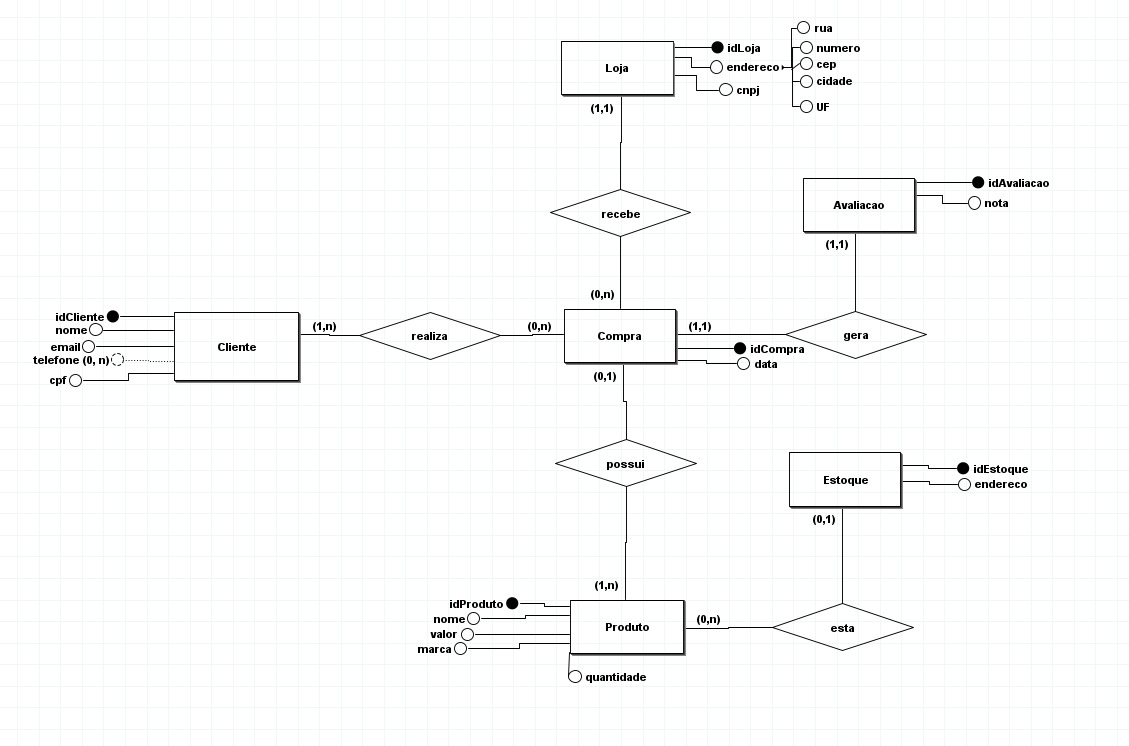 rua
idLoja
numero
Loja
endereco
cep
cidade
cnpj
UF
(1,1)
idAvaliacao
Avaliacao
nota
recebe
(1,1)
(0,n)
idCliente
nome
(1,n)
(0,n)
(1,1)
realiza
Compra
gera
email
Cliente
idCompra
telefone (0, n)
data
cpf
(0,1)
possui
idEstoque
Estoque
endereco
(0,1)
(1,n)
idProduto
nome
(0,n)
valor
Produto
esta
marca
quantidade